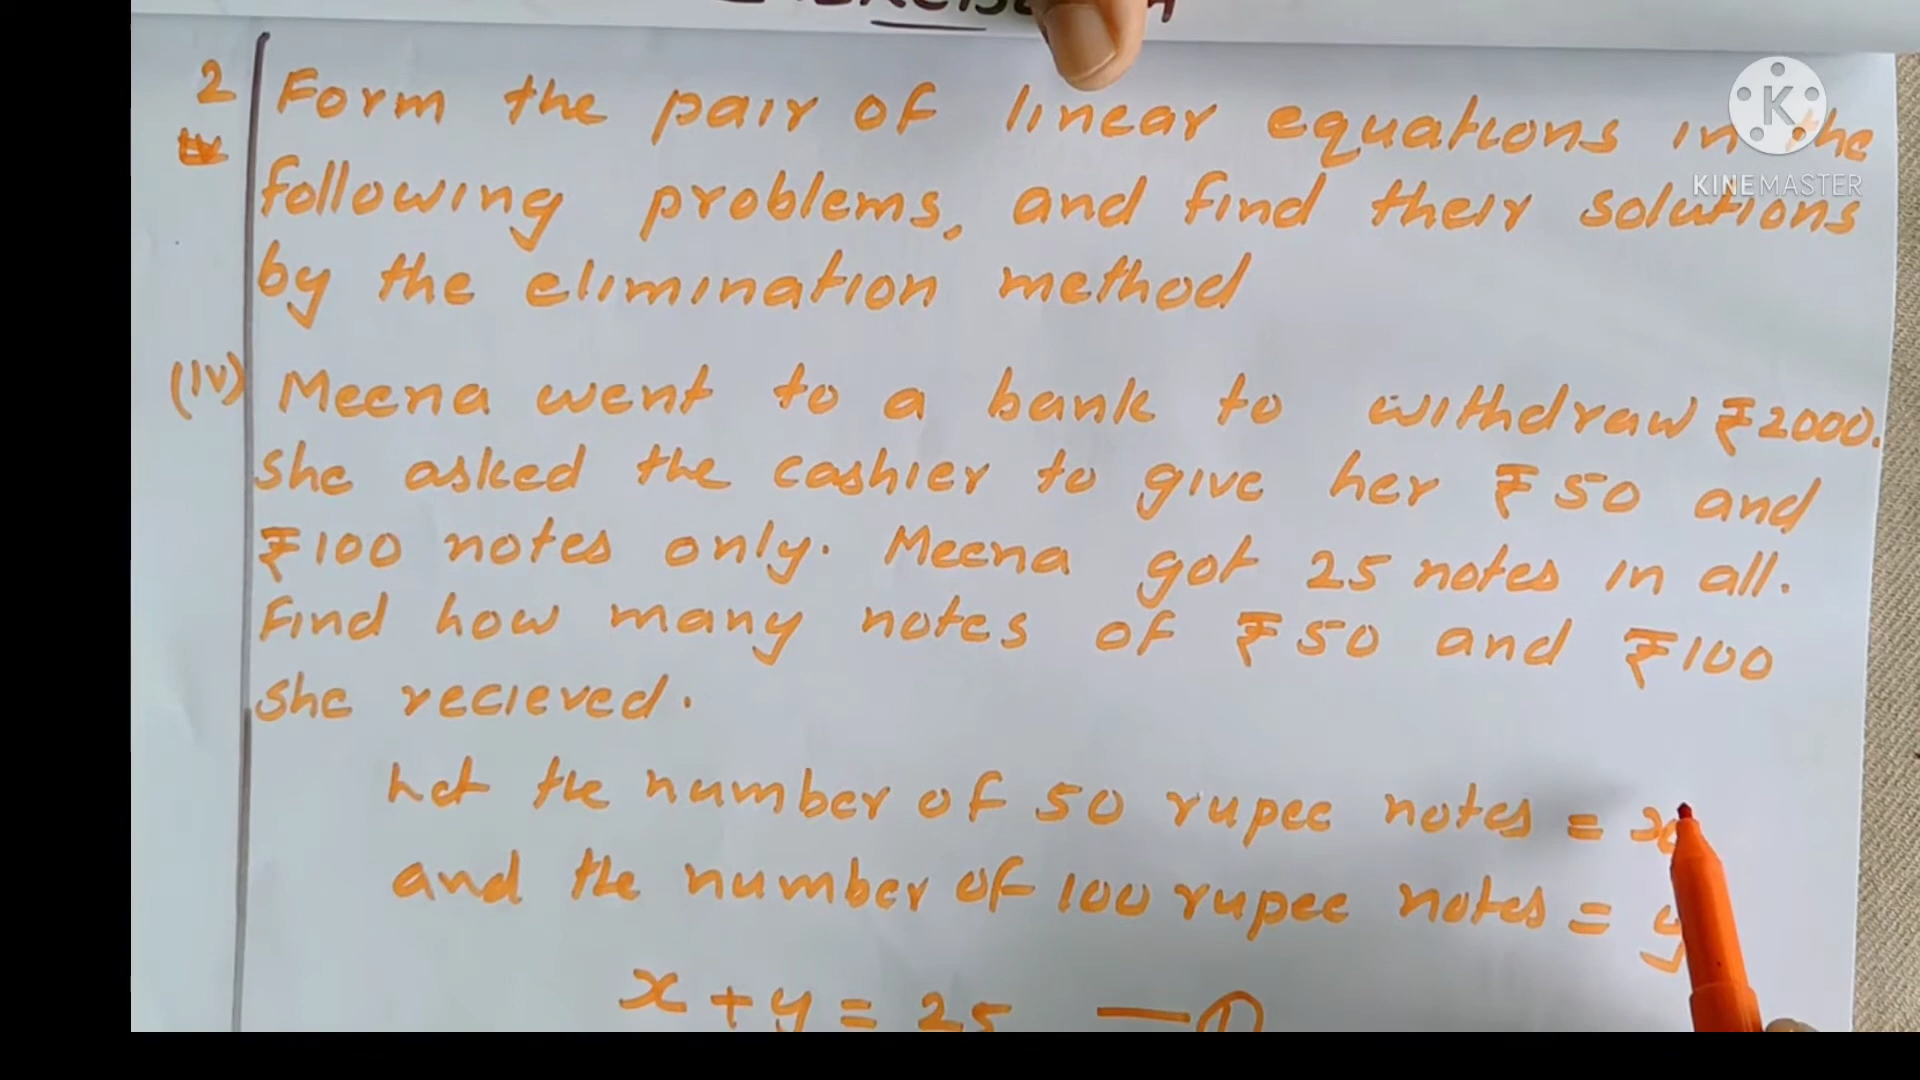 2 Form the pair of linear equations in the
iv following problems, and find their solutions
by the elimination method
(iv) Meena went to a bank to withdraw ₹2000.
She asked the cashier to give her ₹50 and
₹100 notes only. Meena got 25 notes in all.
Find how many notes of ₹50 and ₹100
she recieved.
Let the number of 50 rupee notes = x
and the number of 100 rupee notes = y
x + y = 25 — ①
K
KINEMASTER